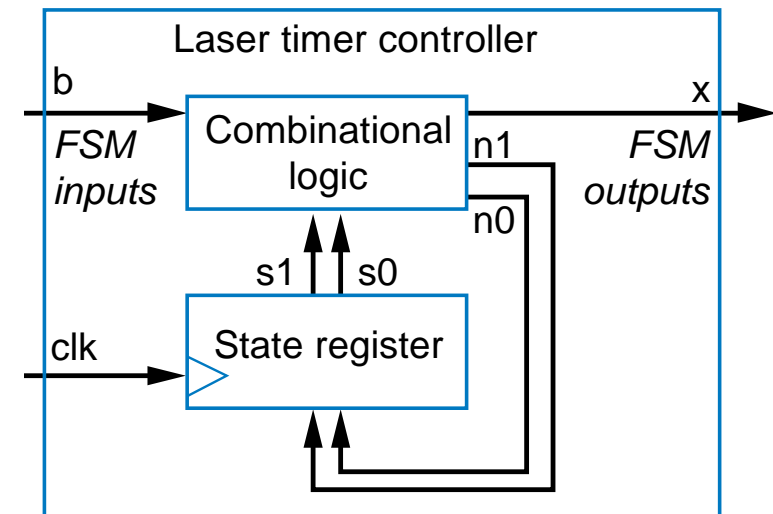 Laser timer controller
b
x
FSM
inputs
Combinational
logic
n1
n0
FSM
outputs
s1
s0
clk
State register